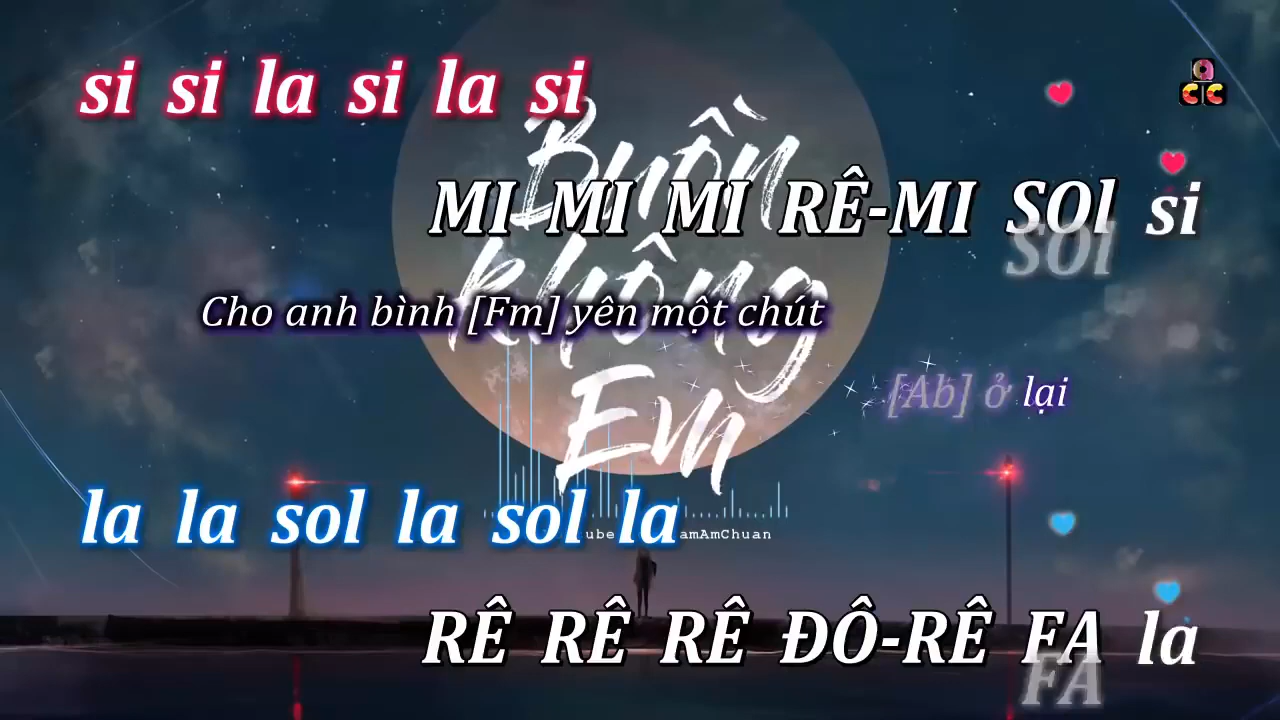 si si la si la si
Buồn
MI MI MI RÊ-MI SOl si
SOl
không
Cho anh bình [Fm] yên một chút
[Ab] ở lại
Em
la la sol la sol la
ube amAmChuan
RÊ RÊ RÊ ĐÔ-RÊ FA la
FA